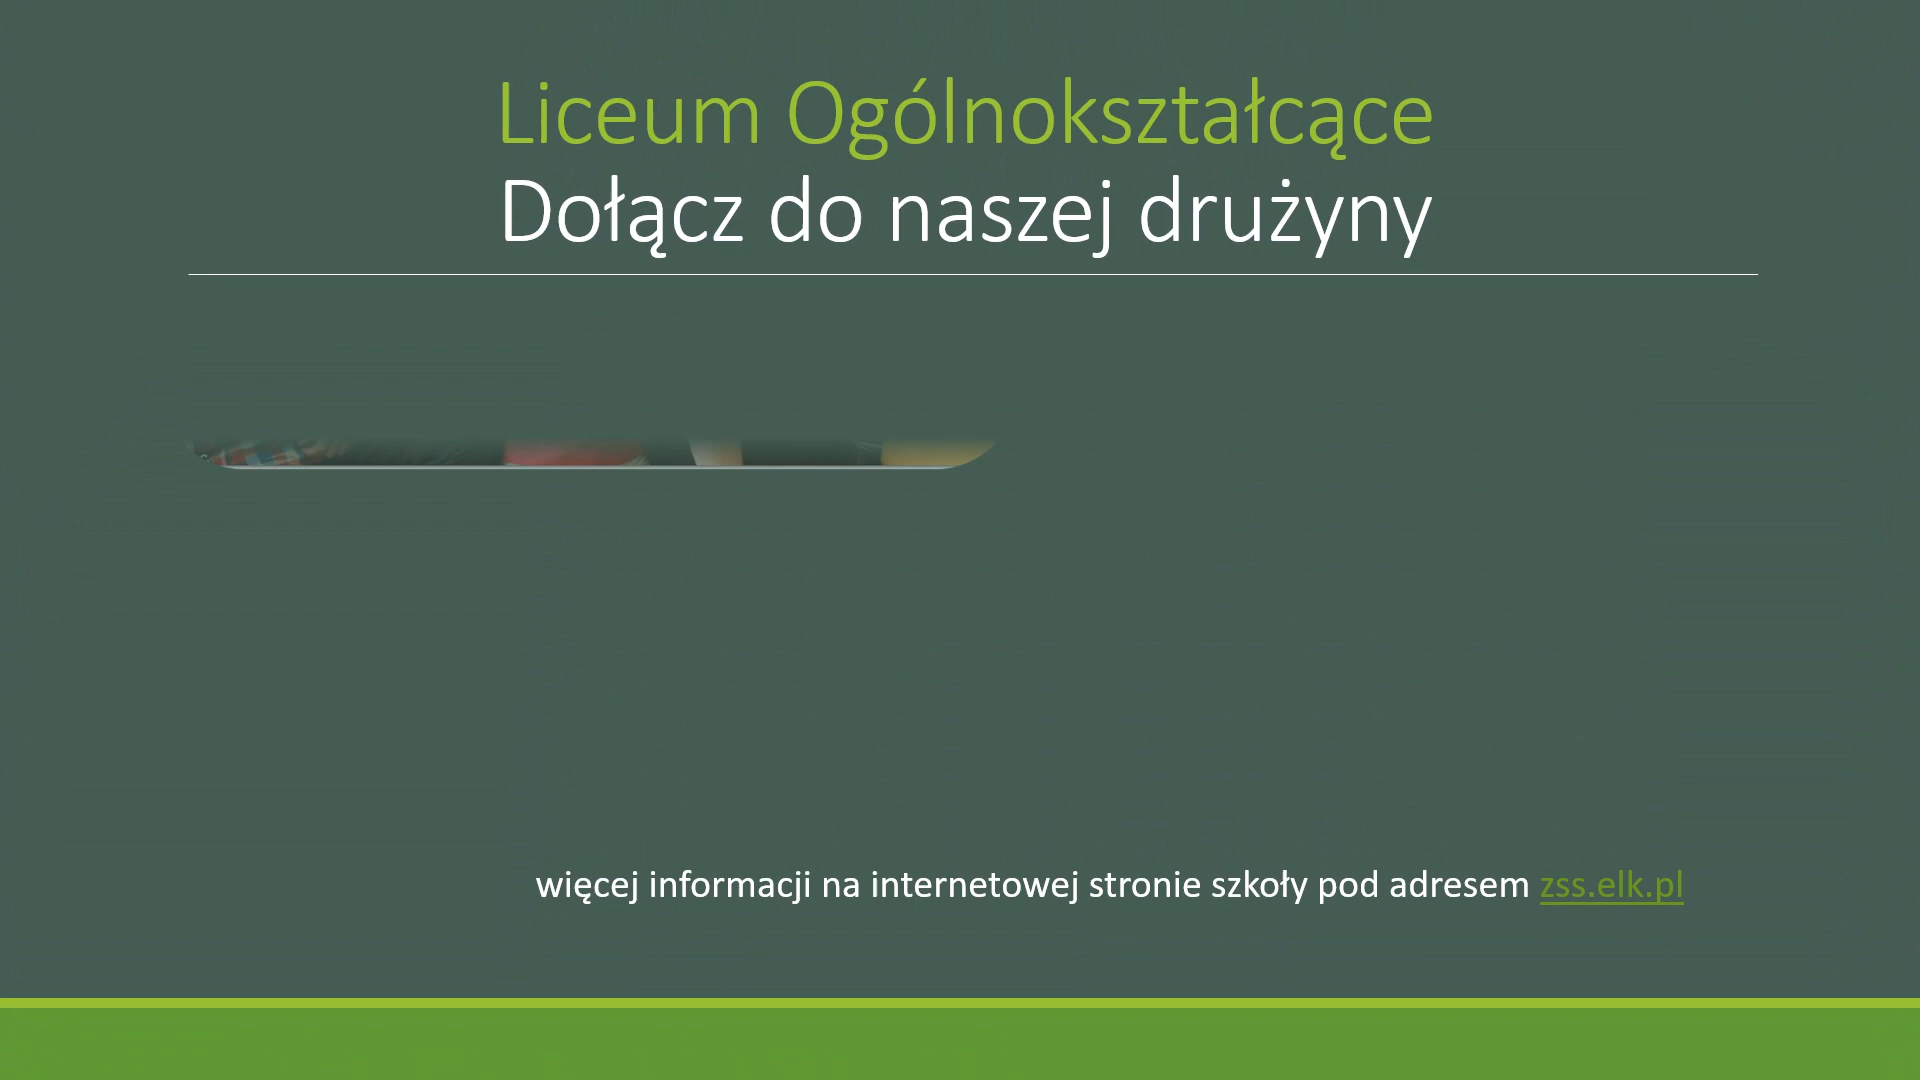 Liceum Ogólnokształcące
Dołącz do naszej drużyny
więcej informacji na internetowej stronie szkoły pod adresem zss.elk.pl